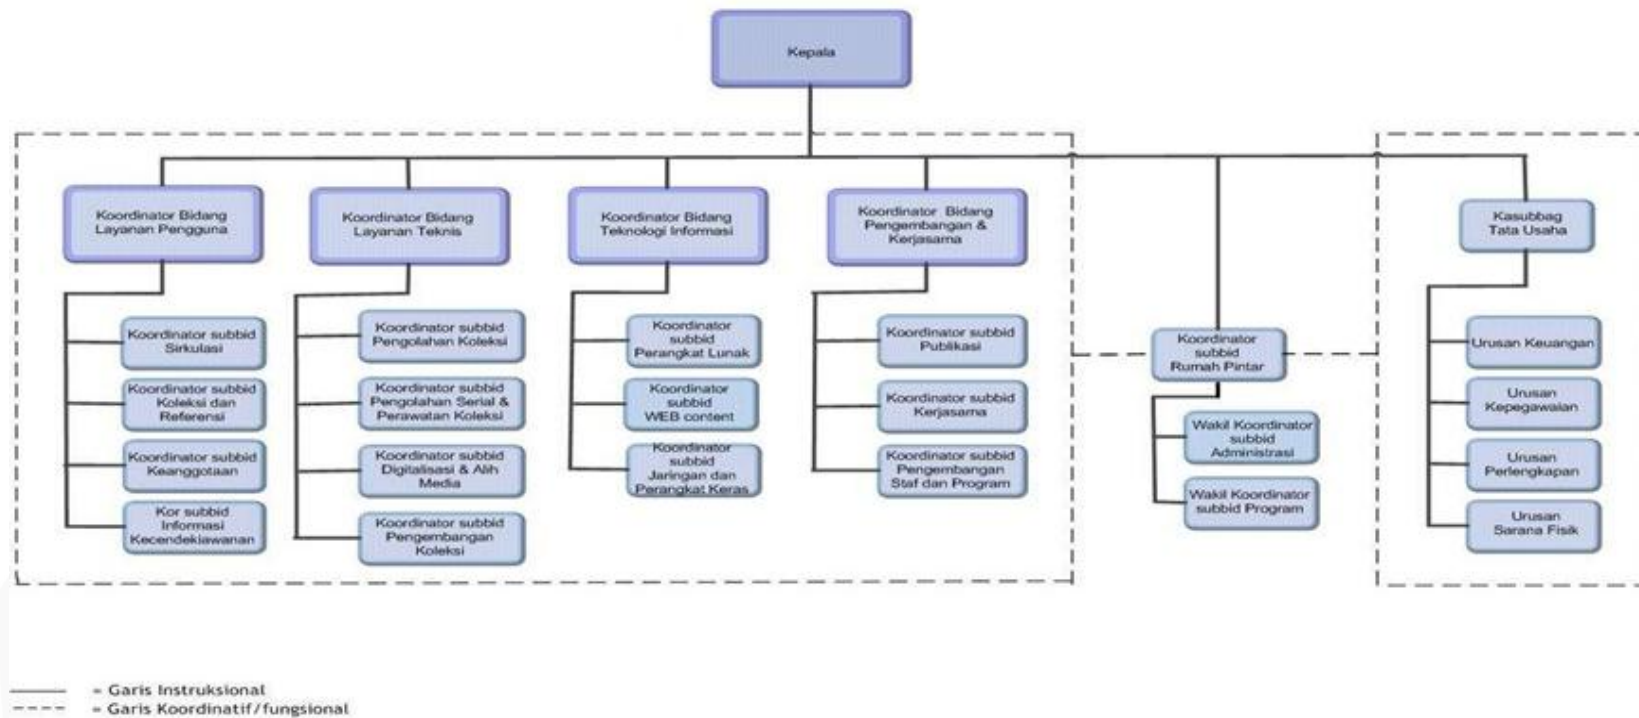 Kepala
Koordinator Bidang
Layanan Pengguna
Koordinator Bidang
Layanan Teknis
Koordinator Bidang
Teknologi Informasi
Koordinator Bidang
Pengembangan &
Kerjasama
Kasubbag
Tata Usaha
Koordinator subbid
Sirkulasi
Koordinator subbid
Koleksi dan
Referensi
Koordinator subbid
Keanggotaan
Kor subbid
Informasi
Kecendekiawanan
Koordinator subbid
Pengolahan Koleksi
Koordinator subbid
Pengolahan Serial &
Perawatan Koleksi
Koordinator subbid
Digitalisasi & Alih
Media
Koordinator subbid
Pengembangan
Koleksi
Koordinator
subbid
Perangkat Lunak
Koordinator
subbid
WEB content
Koordinator
subbid
Jaringan dan
Perangkat Keras
Koordinator subbid
Publikasi
Koordinator subbid
Kerjasama
Koordinator subbid
Pengembangan
Staf dan Program
Koordinator
subbid
Rumah Pintar
Wakil Koordinator
subbid
Administrasi
Wakil Koordinator
subbid Program
Urusan Keuangan
Urusan
Kepegawaian
Urusan
Perlengkapan
Urusan
Sarana Fisik
= Garis Instruksional
= Garis Koordinatif/fungsional